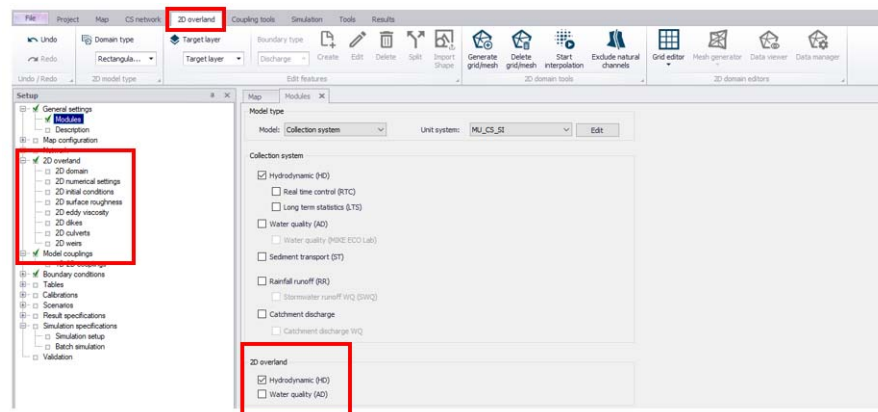 File Project Map CS network 2D overland Coupling tools Simulation Tools Results
Undo Domain type Target layer Boundary type Create Edit Delete Split Import Shape Generate grid/mesh Delete grid/mesh Start interpolation Exclude natural channels Grid editor Mesh generator Data viewer Data manager
Redo Rectangula... Target layer Discharge
Undo / Redo 2D model type Edit features 2D domain tools 2D domain editors
Setup
Map Modules
General settings
Modules
Description
Map configuration
2D overland
2D domain
2D numerical settings
2D initial conditions
2D surface roughness
2D eddy viscosity
2D dikes
2D culverts
2D weirs
Model couplings
Boundary conditions
Tables
Calibrations
Scenarios
Result specifications
Simulation specifications
Simulation setup
Batch simulation
Validation
Model type
Model: Collection system Unit system: MU_CS_SI Edit
Collection system
Hydrodynamic (HD)
Real time control (RTC)
Long term statistics (LTS)
Water quality (AD)
Water quality (MIKE ECO Lab)
Sediment transport (ST)
Rainfall runoff (RR)
Stormwater runoff WQ (SWQ)
Catchment discharge
Catchment discharge WQ
2D overland
Hydrodynamic (HD)
Water quality (AD)